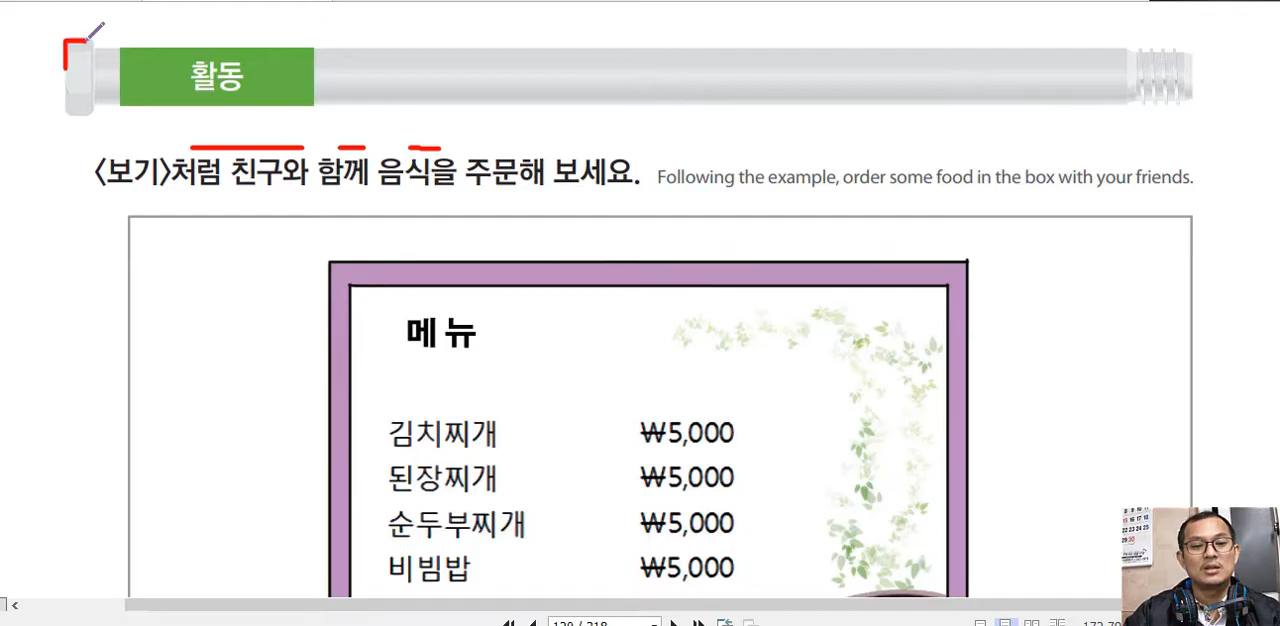 활동
〈보기〉처럼 친구와 함께 음식을 주문해 보세요. Following the example, order some food in the box with your friends.
메뉴
김치찌개 ₩5,000
된장찌개 ₩5,000
순두부찌개 ₩5,000
비빔밥 ₩5,000